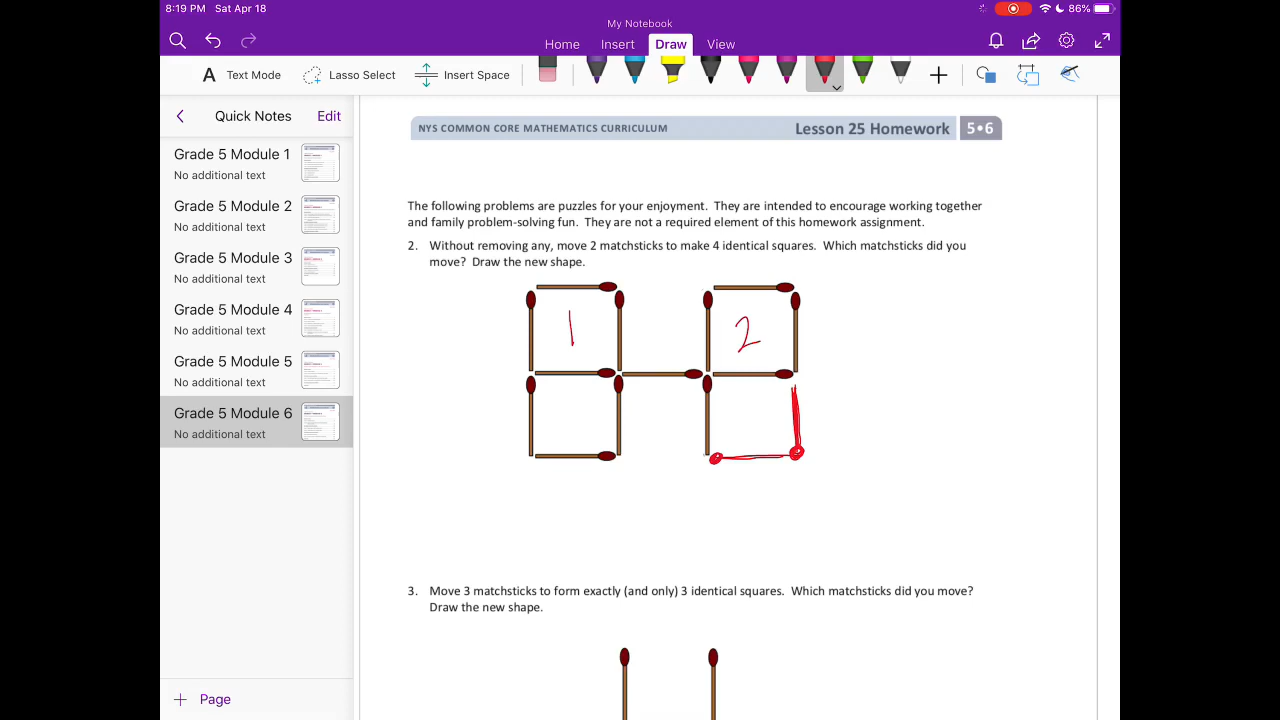 8:19 PM Sat Apr 18
86%
My Notebook
Home Insert Draw View
Text Mode Lasso Select Insert Space
Quick Notes Edit
Grade 5 Module 1
No additional text
Grade 5 Module 2
No additional text
Grade 5 Module 3
No additional text
Grade 5 Module 4
No additional text
Grade 5 Module 5
No additional text
Grade 5 Module 6
No additional text
Page
NYS COMMON CORE MATHEMATICS CURRICULUM Lesson 25 Homework 5•6
The following problems are puzzles for your enjoyment. They are intended to encourage working together
and family problem-solving fun. They are not a required element of this homework assignment.
2. Without removing any, move 2 matchsticks to make 4 identical squares. Which matchsticks did you
move? Draw the new shape.
1 2
3. Move 3 matchsticks to form exactly (and only) 3 identical squares. Which matchsticks did you move?
Draw the new shape.